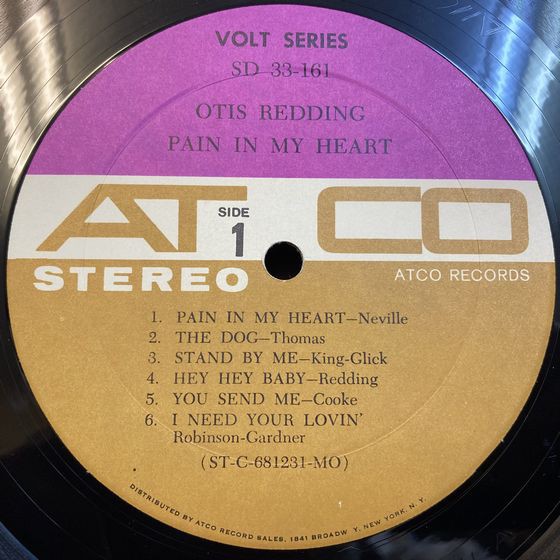 VOLT SERIES
SD 33-161
OTIS REDDING
PAIN IN MY HEART
ATCO
SIDE
1
STEREO
ATCO RECORDS
1. PAIN IN MY HEART—Neville
2. THE DOG—Thomas
3. STAND BY ME—King-Glick
4. HEY HEY BABY—Redding
5. YOU SEND ME—Cooke
6. I NEED YOUR LOVIN'
Robinson-Gardner
(ST-C-681231-MO)
DISTRIBUTED BY ATCO RECORD SALES, 1841 BROADW Y, NEW YORK, N. Y.